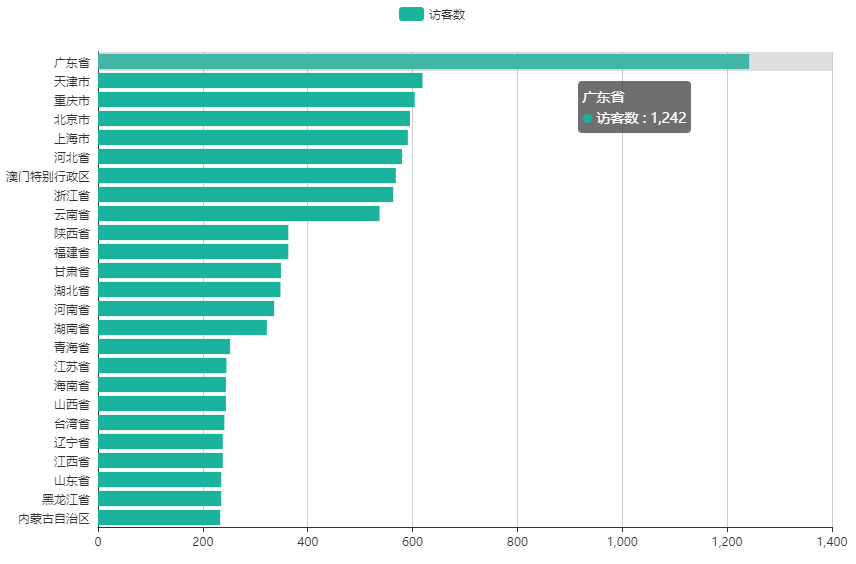 访客数
广东省
天津市
重庆市
北京市
上海市
河北省
澳门特别行政区
浙江省
云南省
陕西省
福建省
甘肃省
湖北省
河南省
湖南省
青海省
江苏省
海南省
山西省
台湾省
辽宁省
江西省
山东省
黑龙江省
内蒙古自治区
广东省
访客数 : 1,242
0 200 400 600 800 1,000 1,200 1,400